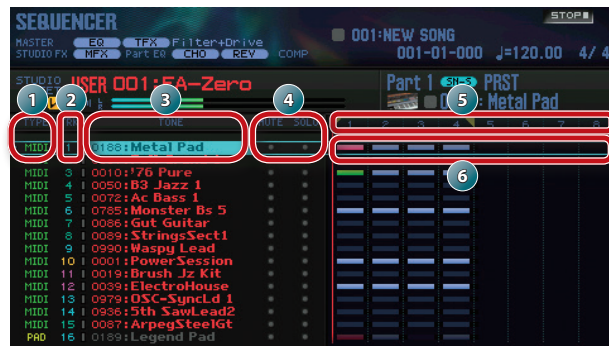 SEQUENCER
STOP
MASTER EQ TFX Filter+Drive
STUDIO FX MFX Part EQ CHO REV COMP
001:NEW SONG
001-01-000 ♩=120.00 4/ 4
STUDIO USER 001:FA-Zero
Part 1 SN-S PRST
: Metal Pad
1 2 3 4 5
TYPE TONE MUTE SOLO 1 2 3 4 5 6 7 8
MIDI 1 0188:Metal Pad
6
MIDI 3 0010:'76 Pure
MIDI 4 0050:B3 Jazz 1
MIDI 5 0072:Ac Bass 1
MIDI 6 0785:Monster Bs 5
MIDI 7 0086:Gut Guitar
MIDI 8 0089:StringsSect1
MIDI 9 0990:Waspy Lead
MIDI 10 0001:PowerSession
MIDI 11 0019:Brush Jz Kit
MIDI 12 0039:ElectroHouse
MIDI 13 0979:OSC-SyncLd 1
MIDI 14 0936:5th SawLead2
MIDI 15 0087:ArpegSteelGt
PAD 16 0189:Legend Pad